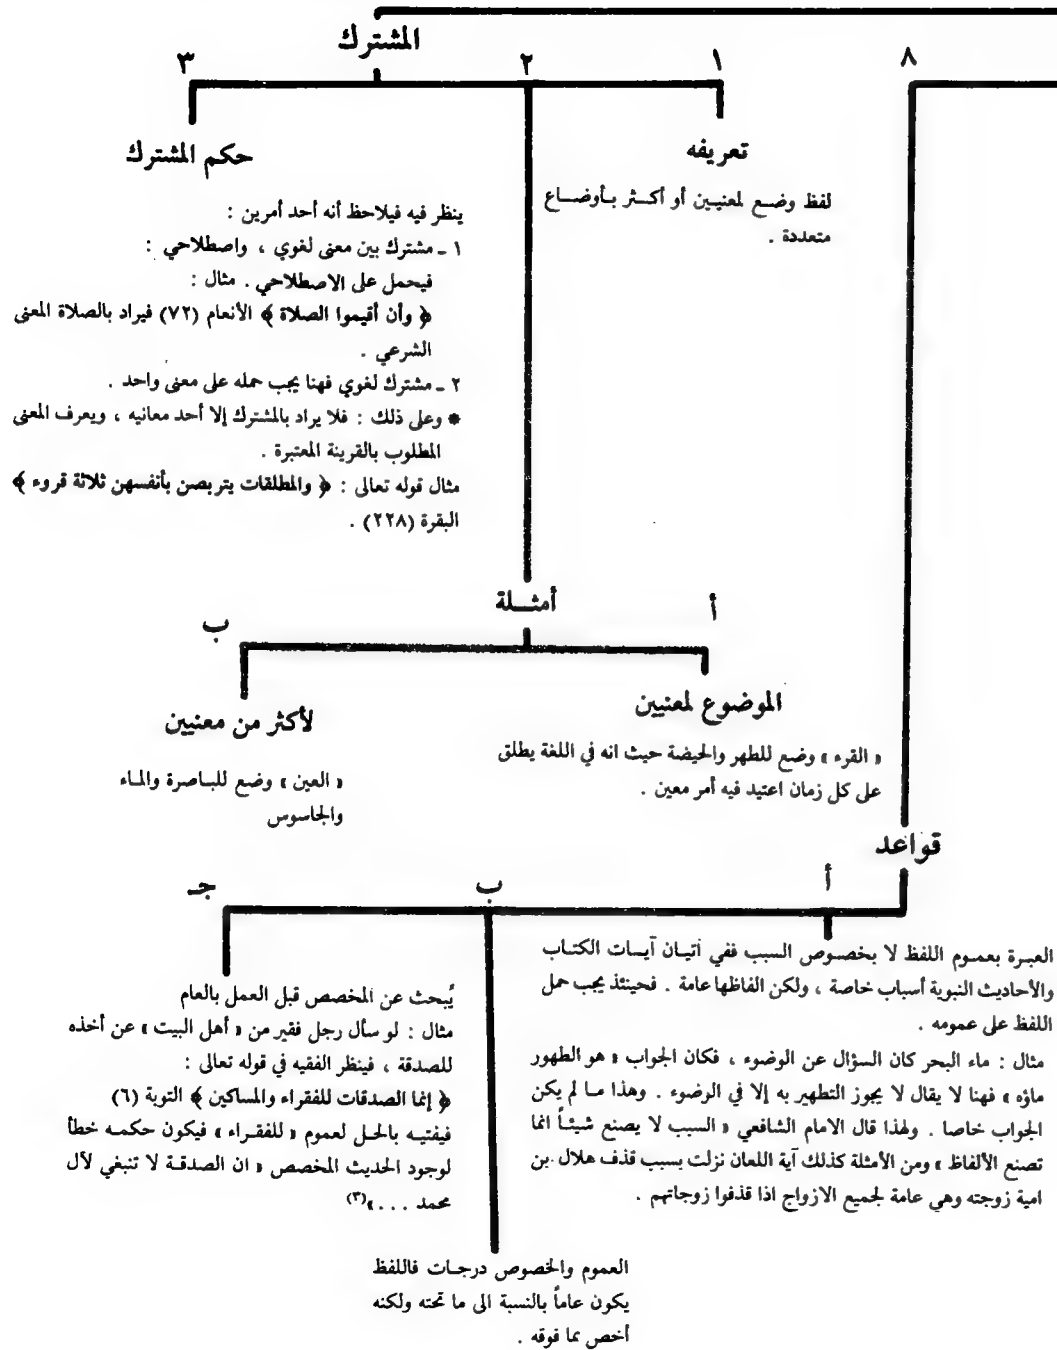 المشترك
٨
١
٢
٣
تعريفه
لفظ وضع لمعنيين أو أكثر بأوضاع
متعددة .
حكم المشترك
ينظر فيه فيلاحظ أنه أحد أمرين :
١ - مشترك بين معنى لغوي ، واصطلاحي :
فيحمل على الاصطلاحي . مثال :
﴿ وأن أقيموا الصلاة ﴾ الأنعام (٧٢) فيراد بالصلاة المعنى
الشرعي .
٢ - مشترك لغوي فهنا يجب حمله على معنى واحد .
* وعلى ذلك : فلا يراد بالمشترك إلا أحد معانيه ، ويعرف المعنى
المطلوب بالقرينة المعتبرة .
مثال قوله تعالى : ﴿ والمطلقات يتربصن بأنفسهن ثلاثة قروء ﴾
البقرة (٢٢٨) .
أمثلة
أ
ب
الموضوع لمعنيين
« القرء » وضع للطهر والحيضة حيث انه في اللغة يطلق
على كل زمان اعتيد فيه أمر معين .
لأكثر من معنيين
« العين » وضع للباصرة والماء
والجاسوس
قواعد
أ
ب
جـ
العبرة بعموم اللفظ لا بخصوص السبب ففي اتيان آيات الكتاب
والأحاديث النبوية أسباب خاصة ، ولكن الفاظها عامة . فحينئذ يجب حمل
اللفظ على عمومه .
مثال : ماء البحر كان السؤال عن الوضوء ، فكان الجواب « هو الطهور
ماؤه » فهنا لا يقال لا يجوز التطهير به إلا في الوضوء . وهذا ما لم يكن
الجواب خاصا . ولهذا قال الامام الشافعي « السبب لا يصنع شيئاً انما
تصنع الألفاظ » ومن الأمثلة كذلك آية اللعان نزلت بسبب قذف هلال بن
امية زوجته وهي عامة لجميع الازواج اذا قذفوا زوجاتهم .
يُبحث عن المخصص قبل العمل بالعام
مثال : لو سأل رجل فقير من « أهل البيت » عن أخذه
للصدقة ، فينظر الفقيه في قوله تعالى :
﴿ إنما الصدقات للفقراء والمساكين ﴾ التوبة (٦)
فيفتيه بالحل لعموم « للفقراء » فيكون حكمه خطأ
لوجود الحديث المخصص « ان الصدقة لا تنبغي لآل
محمد . . . »(٣)
العموم والخصوص درجات فاللفظ
يكون عاماً بالنسبة الى ما تحته ولكنه
أخص مما فوقه .